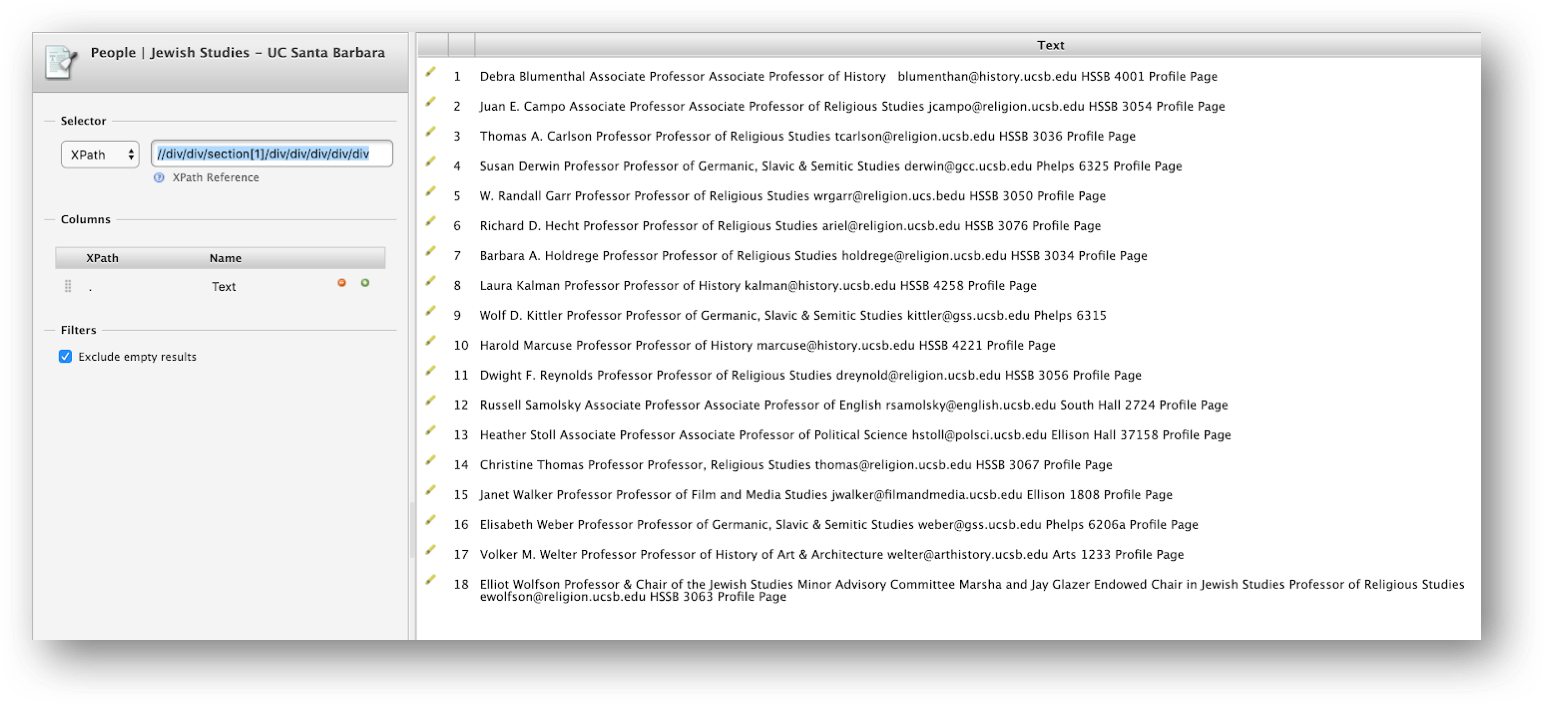 People | Jewish Studies - UC Santa Barbara
Selector
XPath
//div/div/section[1]/div/div/div/div/div
XPath Reference
Columns
XPath Name
. Text
Filters
Exclude empty results
Text
1 Debra Blumenthal Associate Professor Associate Professor of History blumenthan@history.ucsb.edu HSSB 4001 Profile Page
2 Juan E. Campo Associate Professor Associate Professor of Religious Studies jcampo@religion.ucsb.edu HSSB 3054 Profile Page
3 Thomas A. Carlson Professor Professor of Religious Studies tcarlson@religion.ucsb.edu HSSB 3036 Profile Page
4 Susan Derwin Professor Professor of Germanic, Slavic & Semitic Studies derwin@gcc.ucsb.edu Phelps 6325 Profile Page
5 W. Randall Garr Professor Professor of Religious Studies wrgarr@religion.ucs.bedu HSSB 3050 Profile Page
6 Richard D. Hecht Professor Professor of Religious Studies ariel@religion.ucsb.edu HSSB 3076 Profile Page
7 Barbara A. Holdrege Professor Professor of Religious Studies holdrege@religion.ucsb.edu HSSB 3034 Profile Page
8 Laura Kalman Professor Professor of History kalman@history.ucsb.edu HSSB 4258 Profile Page
9 Wolf D. Kittler Professor Professor of Germanic, Slavic & Semitic Studies kittler@gss.ucsb.edu Phelps 6315
10 Harold Marcuse Professor Professor of History marcuse@history.ucsb.edu HSSB 4221 Profile Page
11 Dwight F. Reynolds Professor Professor of Religious Studies dreynold@religion.ucsb.edu HSSB 3056 Profile Page
12 Russell Samolsky Associate Professor Associate Professor of English rsamolsky@english.ucsb.edu South Hall 2724 Profile Page
13 Heather Stoll Associate Professor Associate Professor of Political Science hstoll@polsci.ucsb.edu Ellison Hall 37158 Profile Page
14 Christine Thomas Professor Professor, Religious Studies thomas@religion.ucsb.edu HSSB 3067 Profile Page
15 Janet Walker Professor Professor of Film and Media Studies jwalker@filmandmedia.ucsb.edu Ellison 1808 Profile Page
16 Elisabeth Weber Professor Professor of Germanic, Slavic & Semitic Studies weber@gss.ucsb.edu Phelps 6206a Profile Page
17 Volker M. Welter Professor Professor of History of Art & Architecture welter@arthistory.ucsb.edu Arts 1233 Profile Page
18 Elliot Wolfson Professor & Chair of the Jewish Studies Minor Advisory Committee Marsha and Jay Glazer Endowed Chair in Jewish Studies Professor of Religious Studies
ewolfson@religion.ucsb.edu HSSB 3063 Profile Page